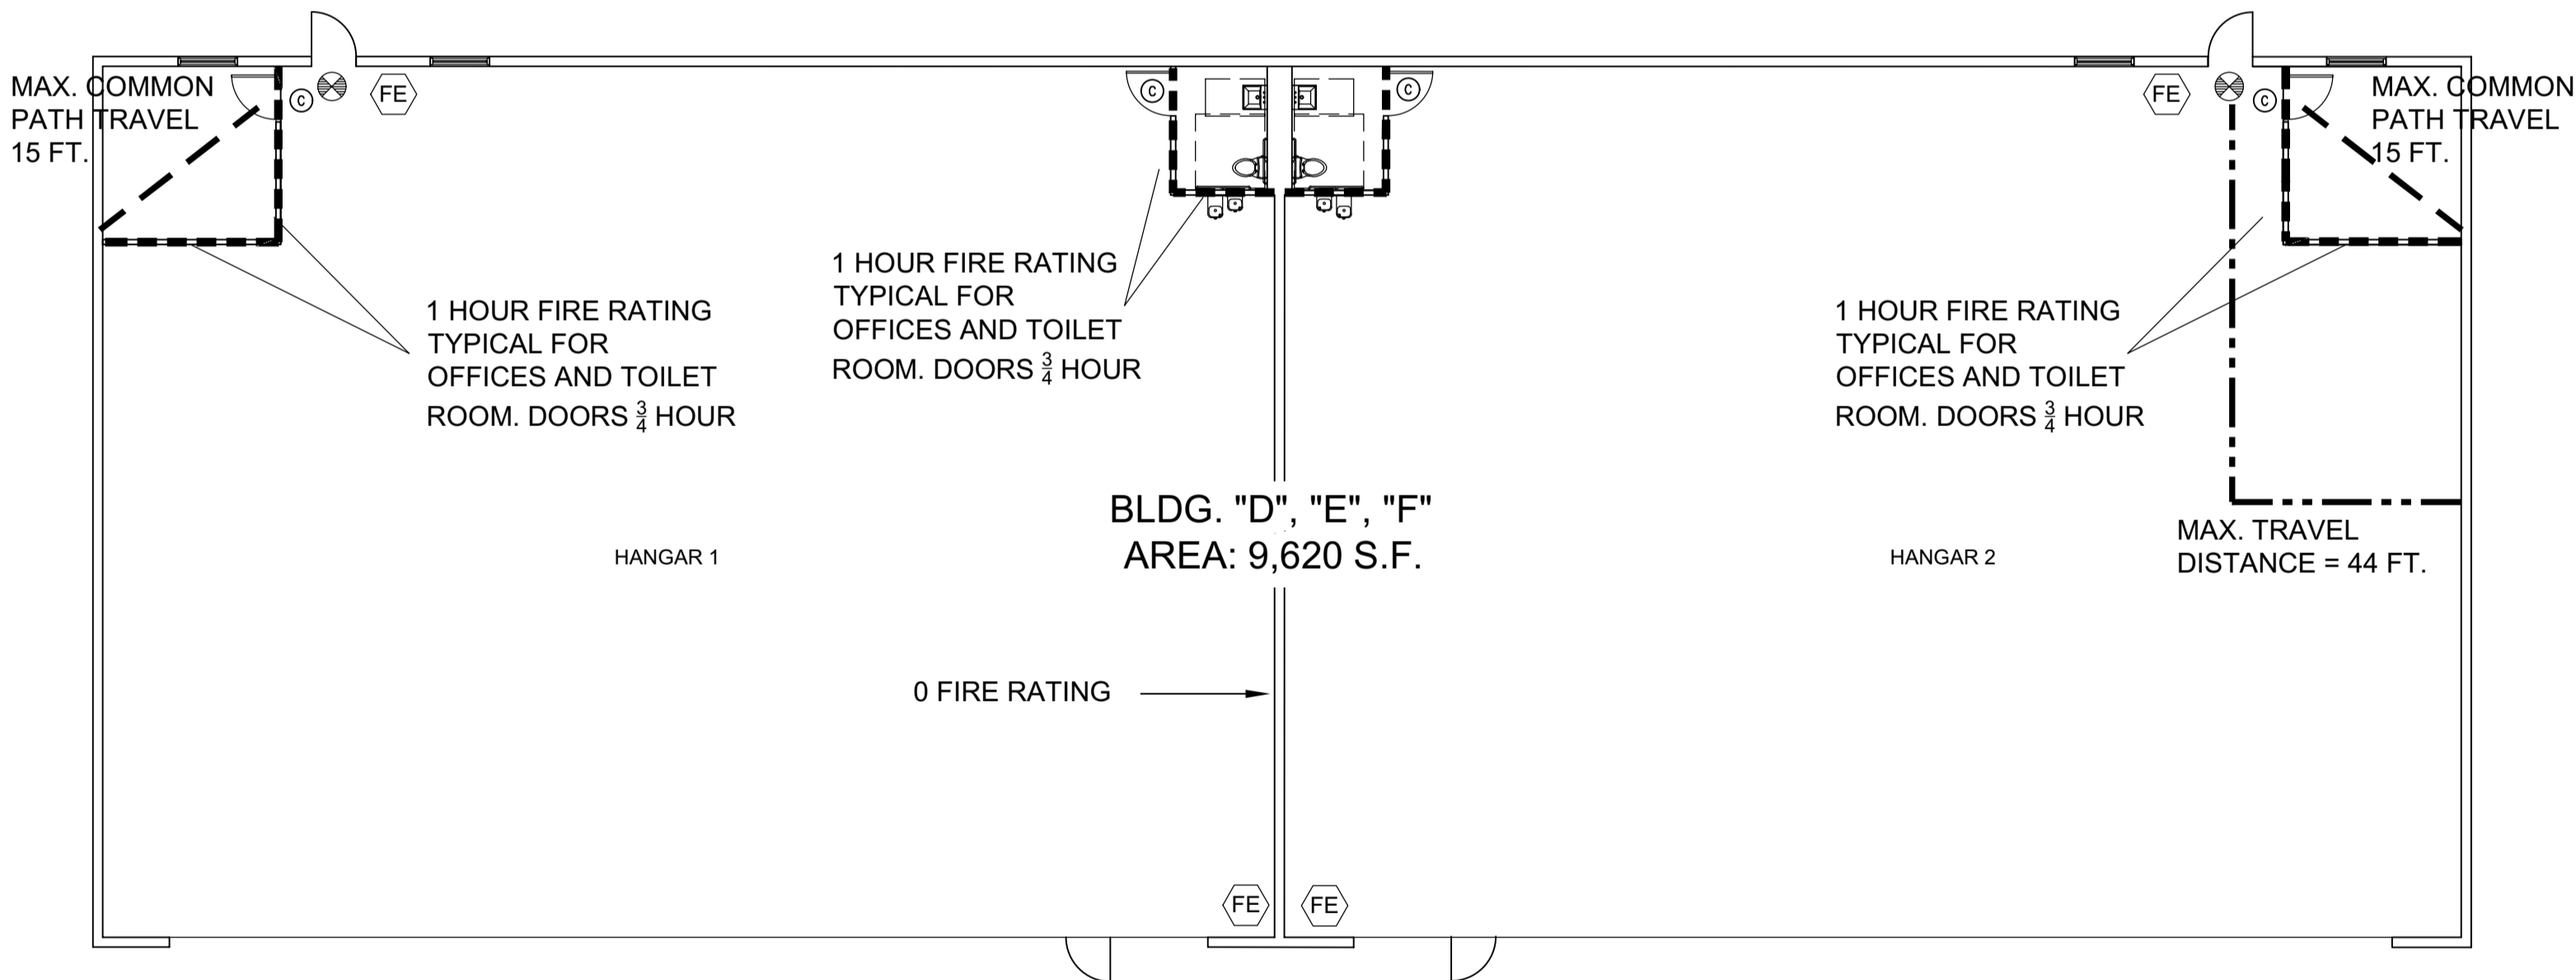 MAX. COMMON
PATH TRAVEL
15 FT.
C
FE
C
C
FE
C
MAX. COMMON
PATH TRAVEL
15 FT.
1 HOUR FIRE RATING
TYPICAL FOR
OFFICES AND TOILET
ROOM. DOORS 3/4 HOUR
1 HOUR FIRE RATING
TYPICAL FOR
OFFICES AND TOILET
ROOM. DOORS 3/4 HOUR
1 HOUR FIRE RATING
TYPICAL FOR
OFFICES AND TOILET
ROOM. DOORS 3/4 HOUR
BLDG. "D", "E", "F"
AREA: 9,620 S.F.
HANGAR 1
HANGAR 2
MAX. TRAVEL
DISTANCE = 44 FT.
0 FIRE RATING
FE
FE